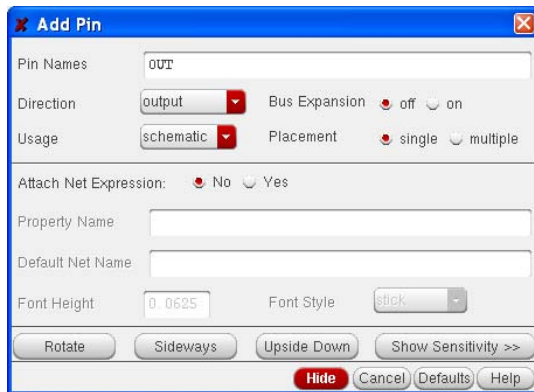 Add Pin
Pin Names OUT
Direction output Bus Expansion off on
Usage schematic Placement single multiple
Attach Net Expression: No Yes
Property Name
Default Net Name
Font Height 0.0625 Font Style stick
Rotate Sideways Upside Down Show Sensitivity >>
Hide Cancel Defaults Help